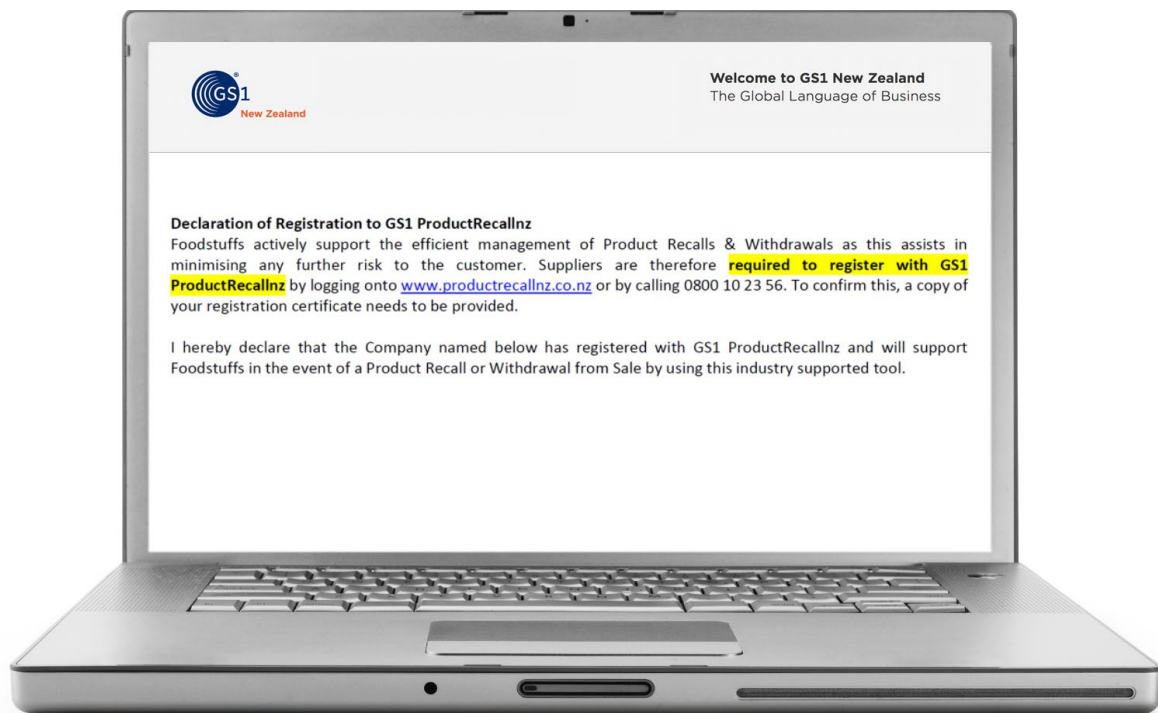 GS1
New Zealand
Welcome to GS1 New Zealand
The Global Language of Business
Declaration of Registration to GS1 ProductRecallnz
Foodstuffs actively support the efficient management of Product Recalls & Withdrawals as this assists in
minimising any further risk to the customer. Suppliers are therefore required to register with GS1
ProductRecallnz by logging onto www.productrecallnz.co.nz or by calling 0800 10 23 56. To confirm this, a copy of
your registration certificate needs to be provided.
I hereby declare that the Company named below has registered with GS1 ProductRecallnz and will support
Foodstuffs in the event of a Product Recall or Withdrawal from Sale by using this industry supported tool.